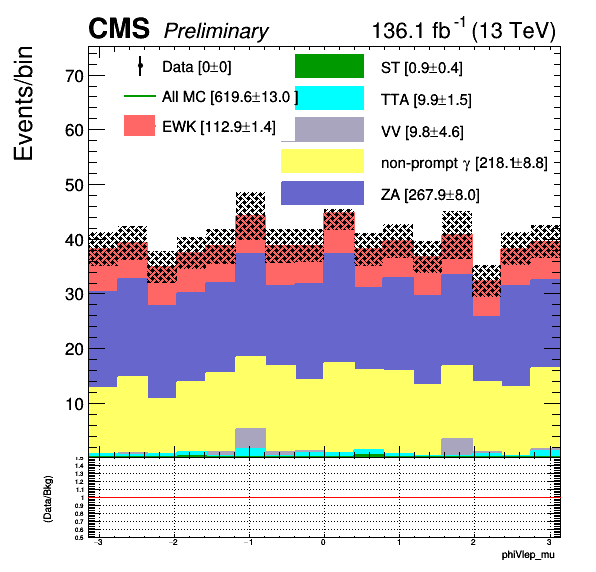 CMS Preliminary 136.1 fb⁻¹ (13 TeV)
Events/bin
Data [0±0]
All MC [619.6±13.0 ]
EWK [112.9±1.4]
ST [0.9±0.4]
TTA [9.9±1.5]
VV [9.8±4.6]
non-prompt γ [218.1±8.8]
ZA [267.9±8.0]
70
60
50
40
30
20
10
(Data/Bkg)
1.5
1.4
1.3
1.2
1.1
1
0.9
0.8
0.7
0.6
0.5
−3 −2 −1 0 1 2 3
phiVlep_mu